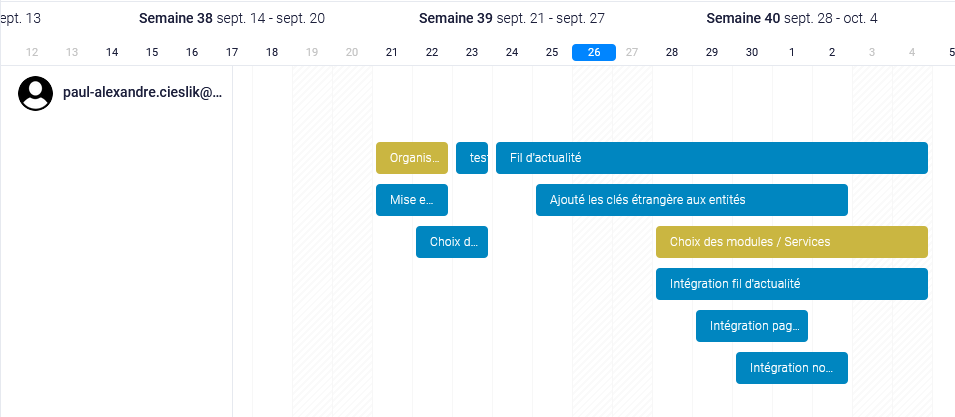 ept. 13 Semaine 38 sept. 14 - sept. 20 Semaine 39 sept. 21 - sept. 27 Semaine 40 sept. 28 - oct. 4
12 13 14 15 16 17 18 19 20 21 22 23 24 25 26 27 28 29 30 1 2 3 4 5
paul-alexandre.cieslik@...
Organis... test Fil d'actualité
Mise e... Ajouté les clés étrangère aux entités
Choix d... Choix des modules / Services
Intégration fil d'actualité
Intégration pag...
Intégration no...